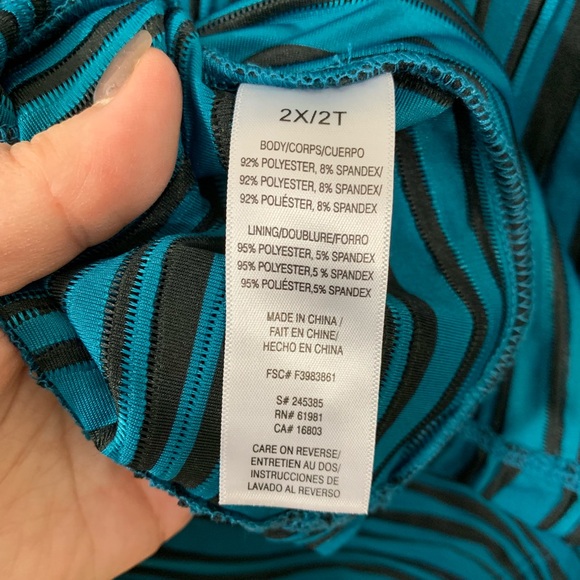 2X/2T
BODY/CORPS/CUERPO
92% POLYESTER, 8% SPANDEX/
92% POLYESTER, 8% SPANDEX/
92% POLIÉSTER, 8% SPANDEX
LINING/DOUBLURE/FORRO
95% POLYESTER, 5% SPANDEX/
95% POLYESTER, 5 % SPANDEX/
95% POLIÉSTER,5% SPANDEX
MADE IN CHINA /
FAIT EN CHINE/
HECHO EN CHINA
FSC# F3983861
S# 245385
RN# 61981
CA# 16803
CARE ON REVERSE/
ENTRETIEN AU DOS/
INSTRUCCIONES DE
LAVADO AL REVERSO